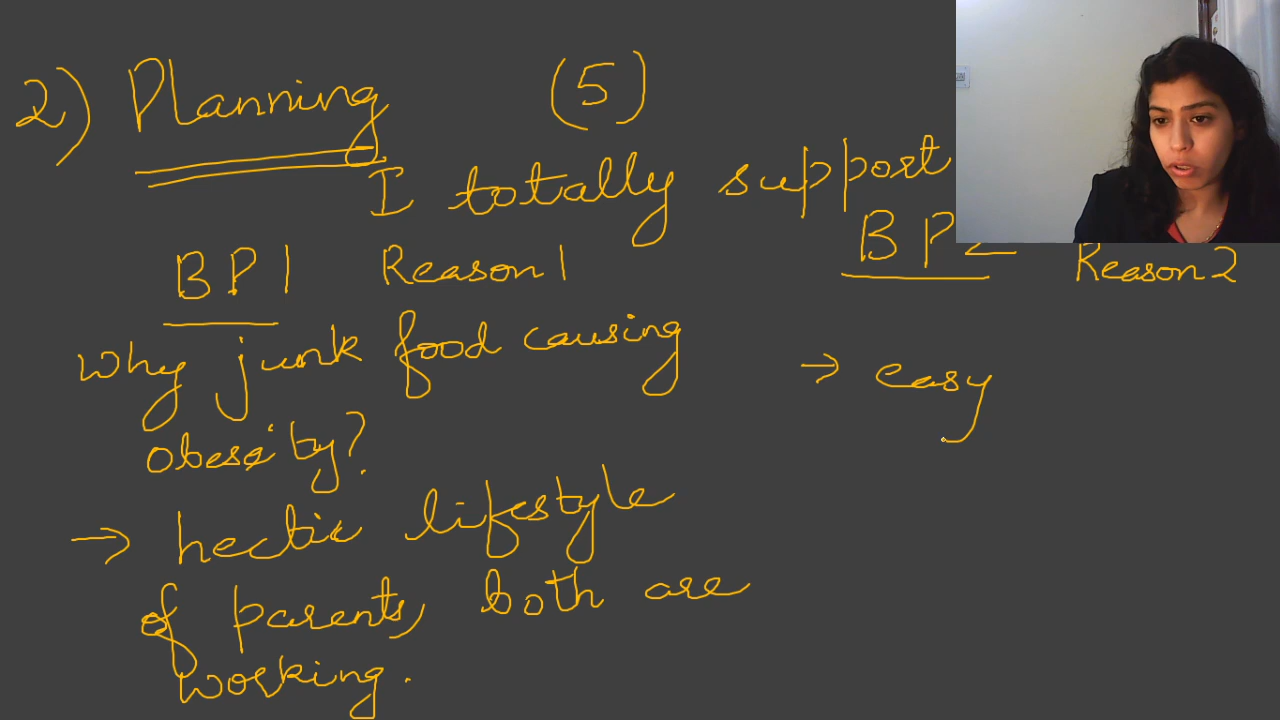 2) Planning (5)
I totally support
BP1 Reason 1
BP2 Reason 2
Why junk food causing
obesity?
→ hectic lifestyle
of parents, both are
working.
→ easy